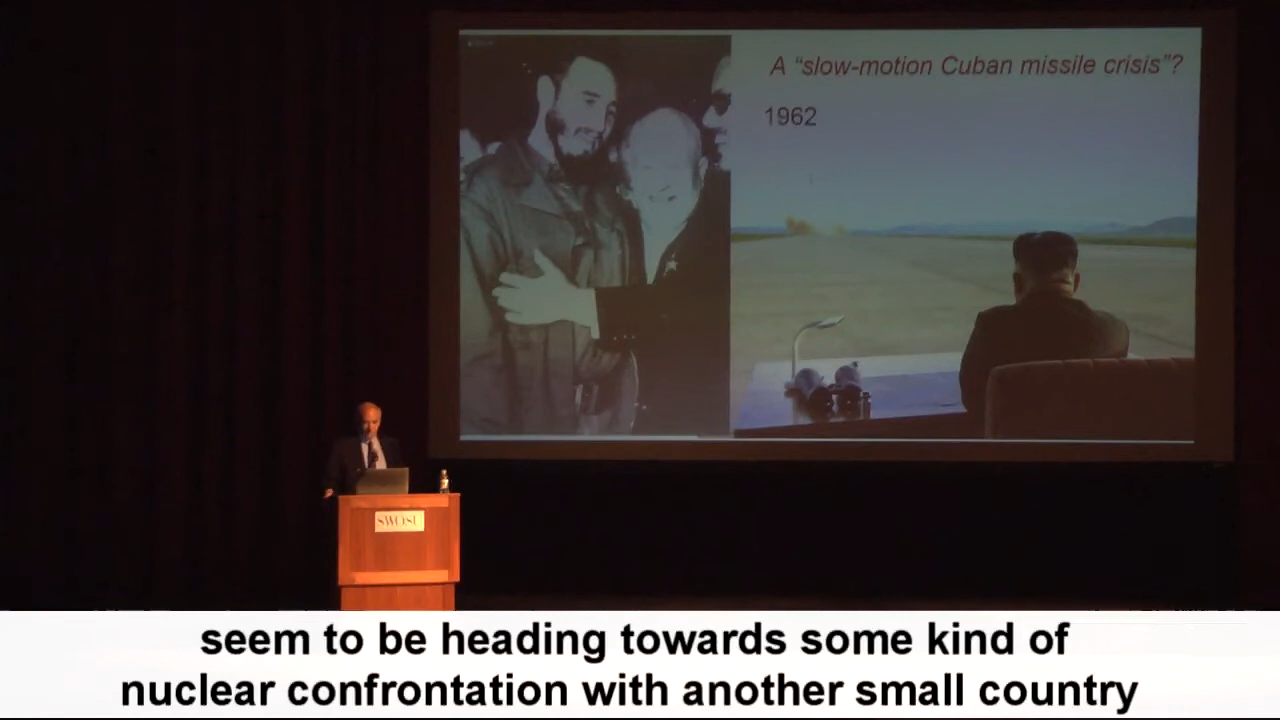 A “slow-motion Cuban missile crisis”?
1962
SWOSU
seem to be heading towards some kind of
nuclear confrontation with another small country